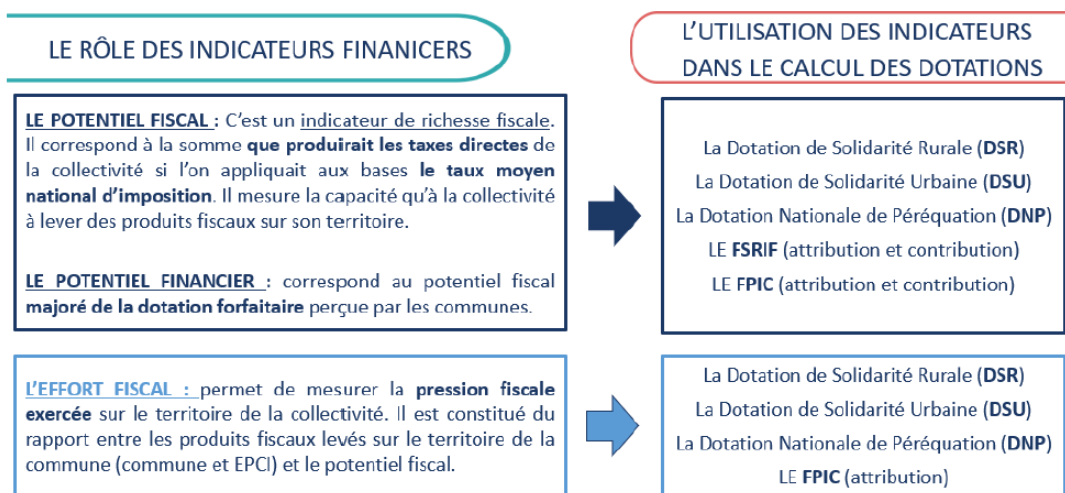 LE RÔLE DES INDICATEURS FINANICERS
L'UTILISATION DES INDICATEURS
DANS LE CALCUL DES DOTATIONS
LE POTENTIEL FISCAL : C'est un indicateur de richesse fiscale.
Il correspond à la somme que produirait les taxes directes de
la collectivité si l'on appliquait aux bases le taux moyen
national d'imposition. Il mesure la capacité qu'à la collectivité
à lever des produits fiscaux sur son territoire.
LE POTENTIEL FINANCIER : correspond au potentiel fiscal
majoré de la dotation forfaitaire perçue par les communes.
La Dotation de Solidarité Rurale (DSR)
La Dotation de Solidarité Urbaine (DSU)
La Dotation Nationale de Péréquation (DNP)
LE FSRIF (attribution et contribution)
LE FPIC (attribution et contribution)
L'EFFORT FISCAL : permet de mesurer la pression fiscale
exercée sur le territoire de la collectivité. Il est constitué du
rapport entre les produits fiscaux levés sur le territoire de la
commune (commune et EPCI) et le potentiel fiscal.
La Dotation de Solidarité Rurale (DSR)
La Dotation de Solidarité Urbaine (DSU)
La Dotation Nationale de Péréquation (DNP)
LE FPIC (attribution)